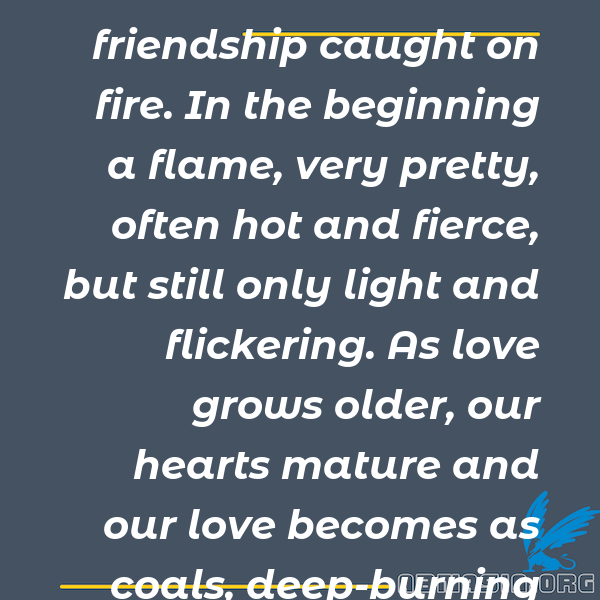 friendship caught on
fire. In the beginning
a flame, very pretty,
often hot and fierce,
but still only light and
flickering. As love
grows older, our
hearts mature and
our love becomes as
coals, deep-burning